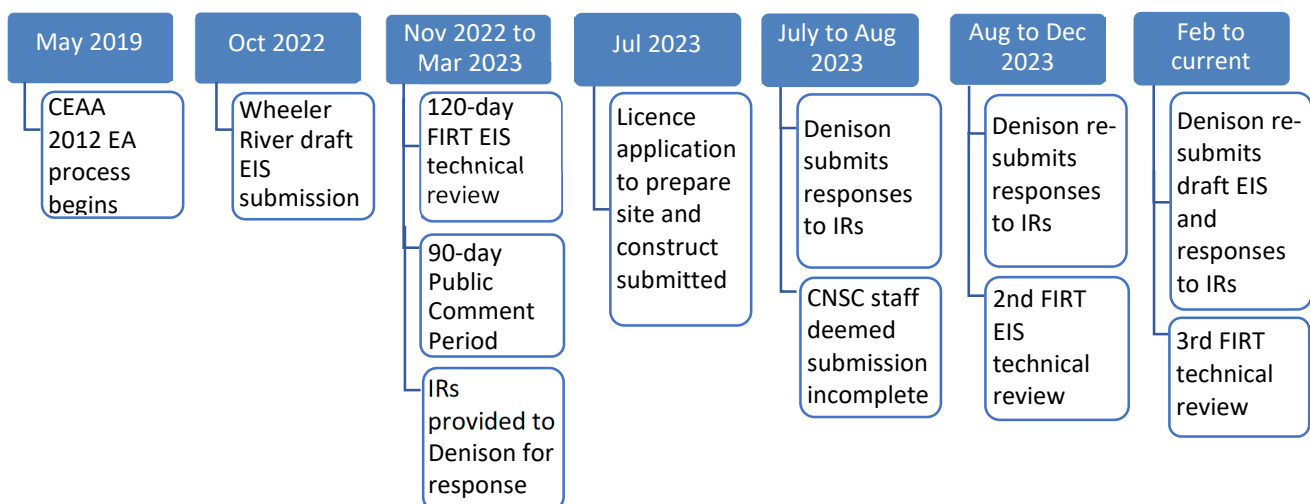 May 2019
CEAA
2012 EA
process
begins
Oct 2022
Wheeler
River draft
EIS
submission
Nov 2022 to
Mar 2023
120-day
FIRT EIS
technical
review
90-day
Public
Comment
Period
IRs
provided to
Denison for
response
Jul 2023
Licence
application
to prepare
site and
construct
submitted
July to Aug
2023
Denison
submits
responses
to IRs
CNSC staff
deemed
submission
incomplete
Aug to Dec
2023
Denison re-
submits
responses
to IRs
2nd FIRT
EIS
technical
review
Feb to
current
Denison re-
submits
draft EIS
and
responses
to IRs
3rd FIRT
technical
review